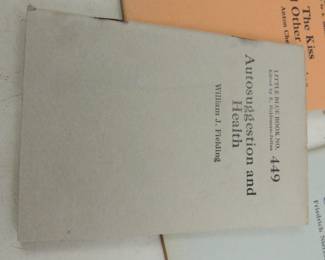 LITTLE BLUE BOOK NO. 449
Edited by E. Haldeman-Julius
Autosuggestion and
Health
William J. Fielding
The Kiss
Other
Anton Che
Friedrich